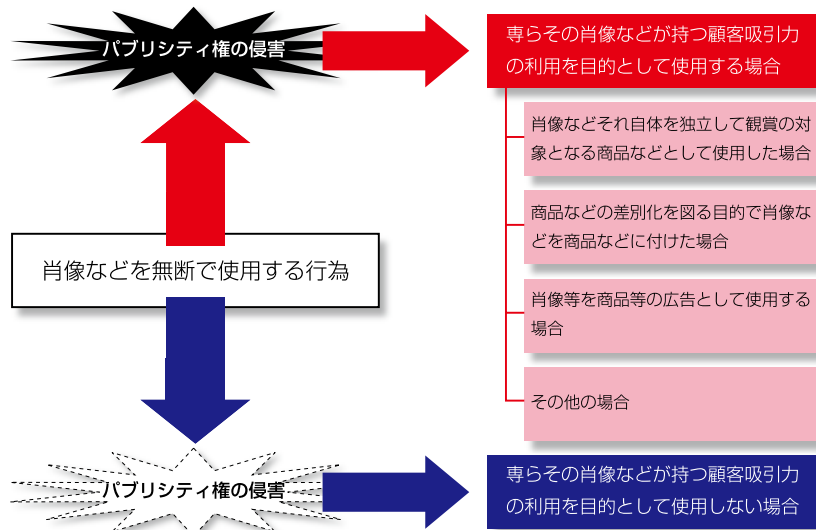 パブリシティ権の侵害
専らその肖像などが持つ顧客吸引力
の利用を目的として使用する場合
肖像などそれ自体を独立して観賞の対
象となる商品などとして使用した場合
商品などの差別化を図る目的で肖像な
どを商品などに付けた場合
肖像などを無断で使用する行為
肖像等を商品等の広告として使用する
場合
その他の場合
パブリシティ権の侵害
専らその肖像などが持つ顧客吸引力
の利用を目的として使用しない場合